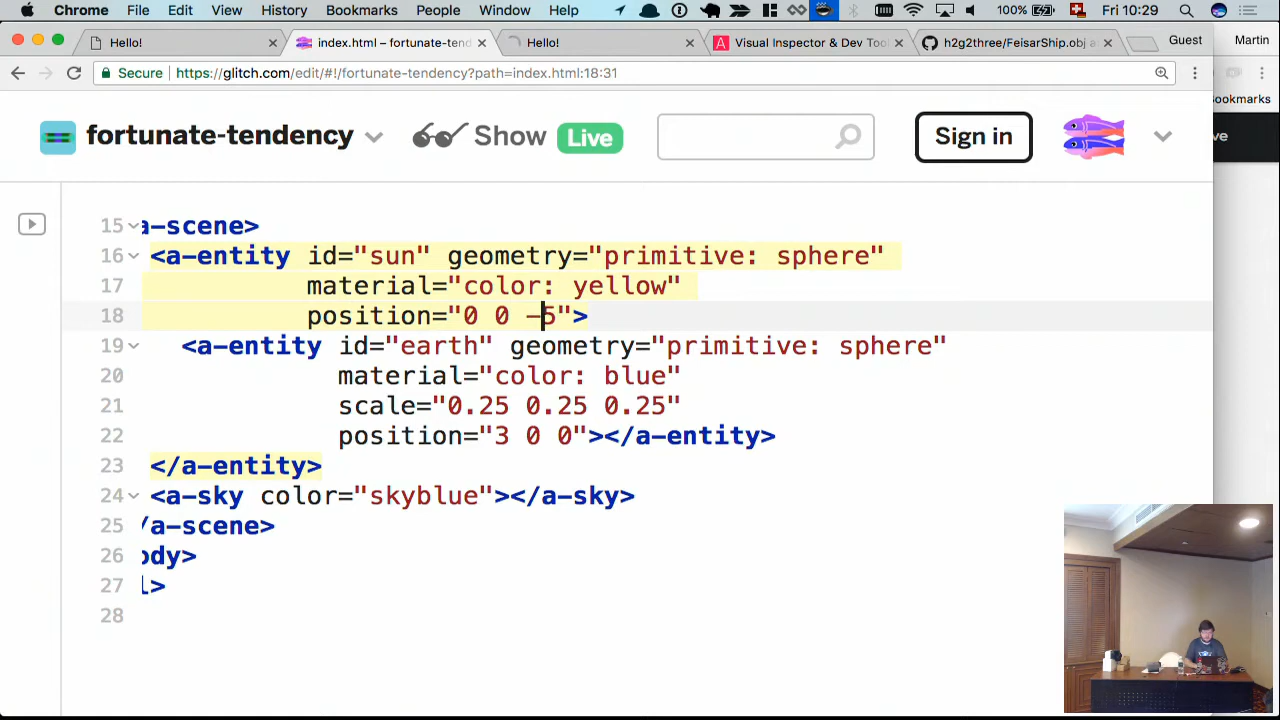 Chrome File Edit View History Bookmarks People Window Help 100% Fri 10:29
Hello! index.html – fortunate-tend Hello! Visual Inspector & Dev Tool h2g2three/FeisarShip.obj a Guest Martin
Secure https://glitch.com/edit/#!/fortunate-tendency?path=index.html:18:31
ookmarks
fortunate-tendency Show Live Sign in ve
15 a-scene>
16 <a-entity id="sun" geometry="primitive: sphere"
17 material="color: yellow"
18 position="0 0 -5">
19 <a-entity id="earth" geometry="primitive: sphere"
20 material="color: blue"
21 scale="0.25 0.25 0.25"
22 position="3 0 0"></a-entity>
23 </a-entity>
24 <a-sky color="skyblue"></a-sky>
25 /a-scene>
26 ody>
27 l>
28